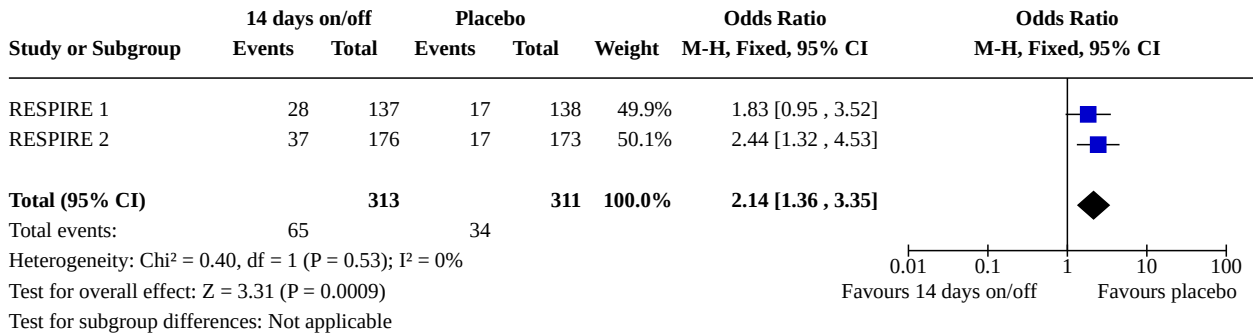 14 days on/off Placebo Odds Ratio Odds Ratio
Study or Subgroup Events Total Events Total Weight M-H, Fixed, 95% CI M-H, Fixed, 95% CI
RESPIRE 1 28 137 17 138 49.9% 1.83 [0.95 , 3.52]
RESPIRE 2 37 176 17 173 50.1% 2.44 [1.32 , 4.53]
Total (95% CI) 313 311 100.0% 2.14 [1.36 , 3.35]
Total events: 65 34
Heterogeneity: Chi² = 0.40, df = 1 (P = 0.53); I² = 0%
0.01 0.1 1 10 100
Test for overall effect: Z = 3.31 (P = 0.0009)
Favours 14 days on/off Favours placebo
Test for subgroup differences: Not applicable